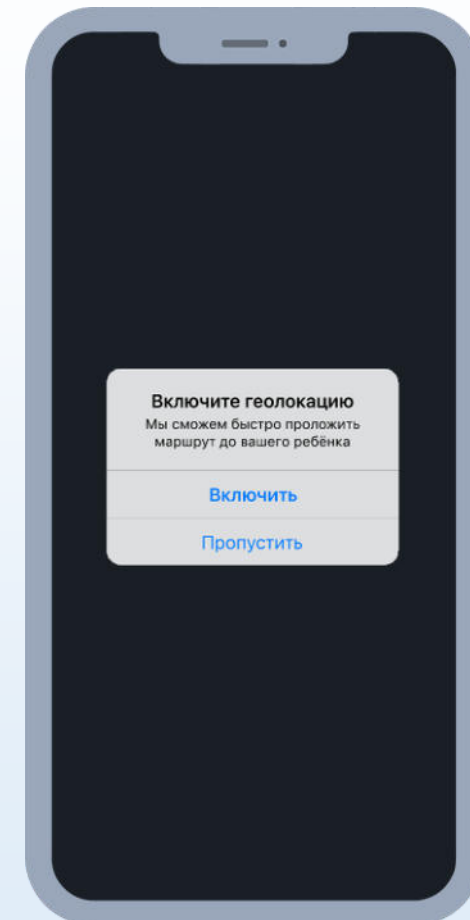 Включите геолокацию
Мы сможем быстро проложить
маршрут до вашего ребёнка
Включить
Пропустить